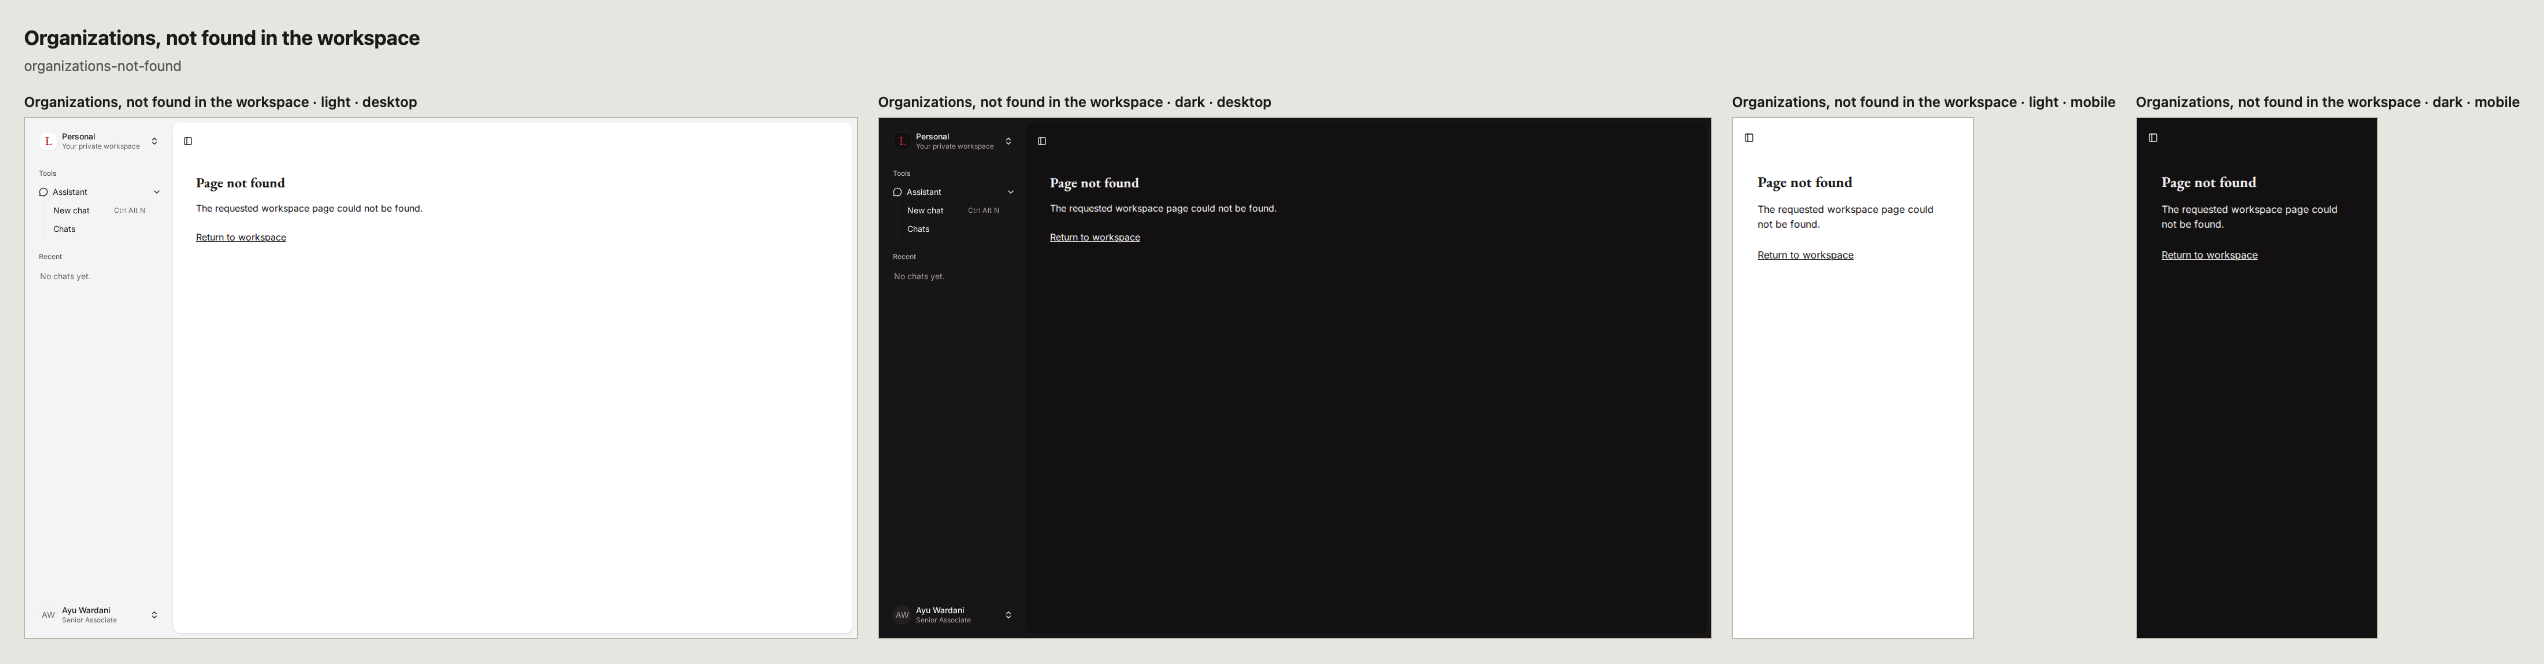 Organizations, not found in the workspace
organizations-not-found
Organizations, not found in the workspace · light · desktop
L
Personal
Your private workspace
Tools
Assistant
New chat Ctrl Alt N
Chats
Recent
No chats yet.
AW
Ayu Wardani
Senior Associate
Page not found
The requested workspace page could not be found.
Return to workspace
Organizations, not found in the workspace · dark · desktop
L
Personal
Your private workspace
Tools
Assistant
New chat Ctrl Alt N
Chats
Recent
No chats yet.
AW
Ayu Wardani
Senior Associate
Page not found
The requested workspace page could not be found.
Return to workspace
Organizations, not found in the workspace · light · mobile
Page not found
The requested workspace page could
not be found.
Return to workspace
Organizations, not found in the workspace · dark · mobile
Page not found
The requested workspace page could
not be found.
Return to workspace